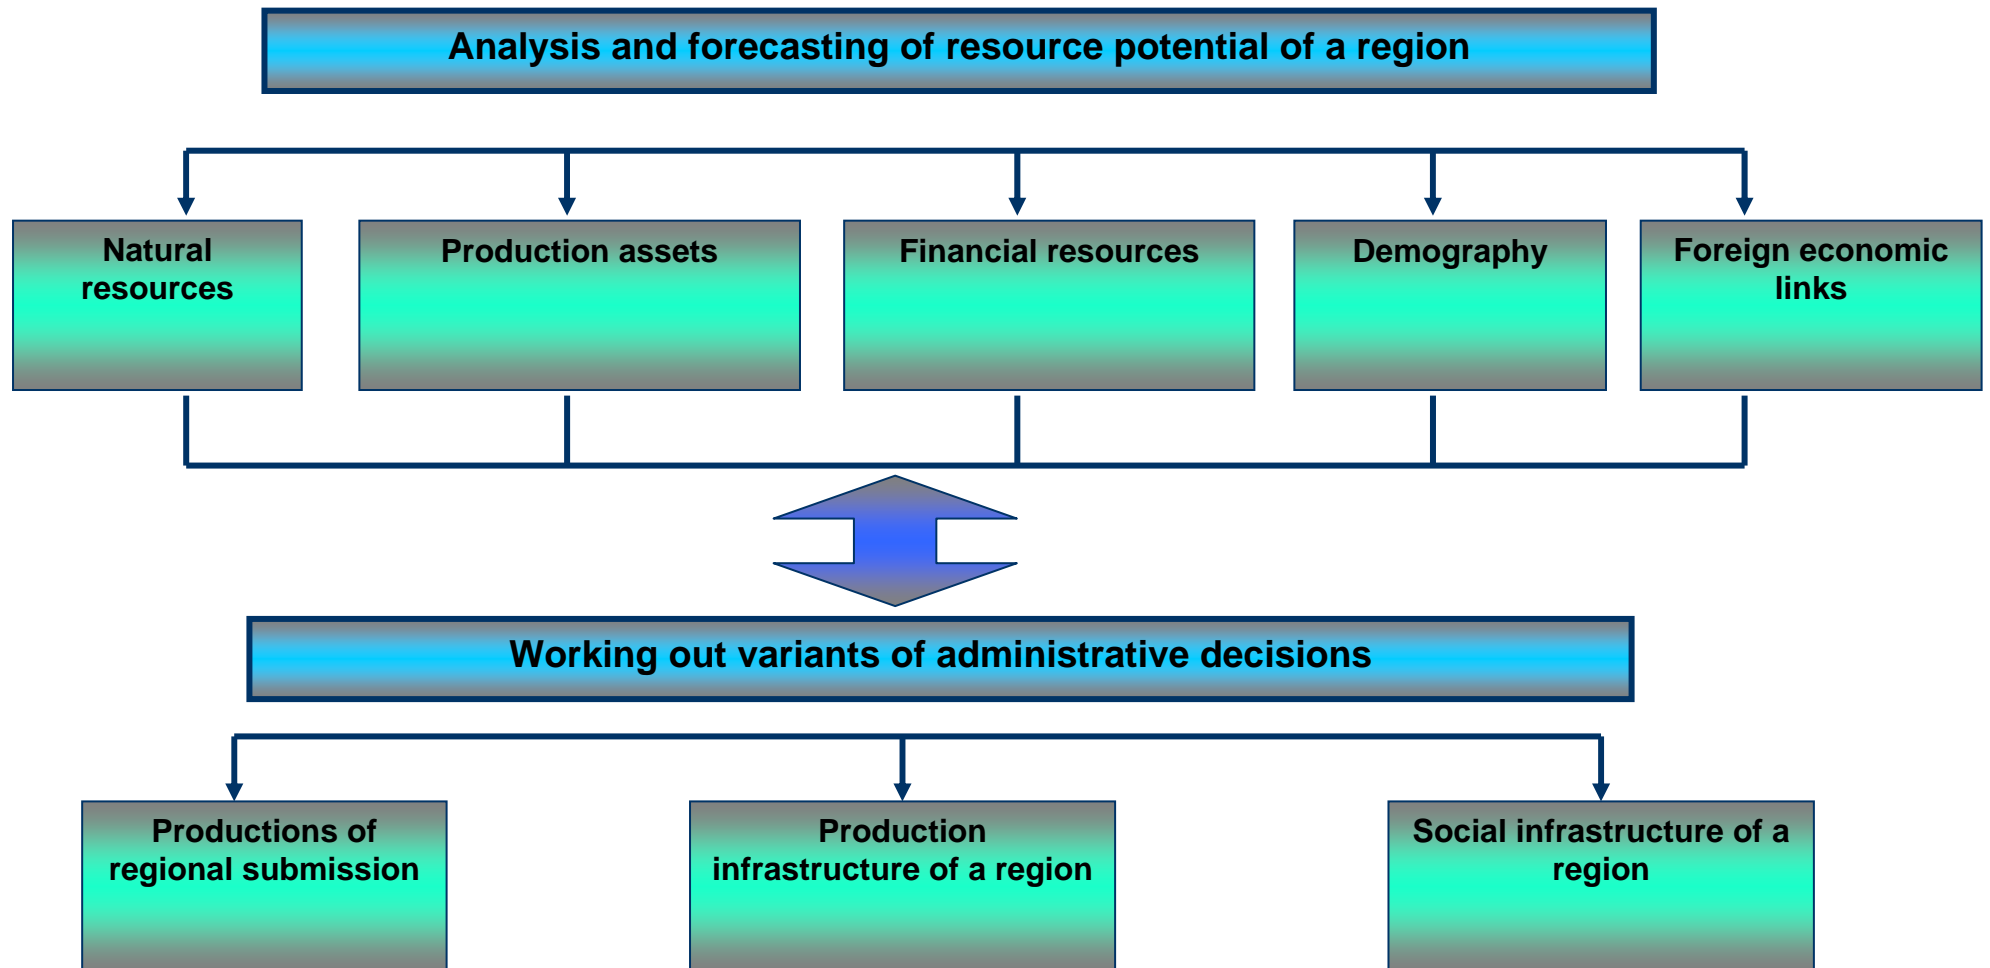 Analysis and forecasting of resource potential of a region
Natural
resources
Production assets
Financial resources
Demography
Foreign economic
links
Working out variants of administrative decisions
Productions of
regional submission
Production
infrastructure of a region
Social infrastructure of a
region